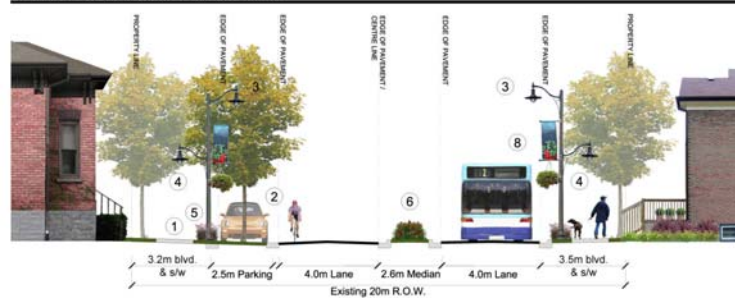 PROPERTY LINE
EDGE OF PAVEMENT
EDGE OF PAVEMENT
EDGE OF PAVEMENT /
CENTRE LINE
EDGE OF PAVEMENT
EDGE OF PAVEMENT
PROPERTY LINE
3
3
8
4
4
2
5
6
1
3.2m blvd.
& s/w
2.5m Parking
4.0m Lane
2.6m Median
4.0m Lane
3.5m blvd.
& s/w
Existing 20m R.O.W.